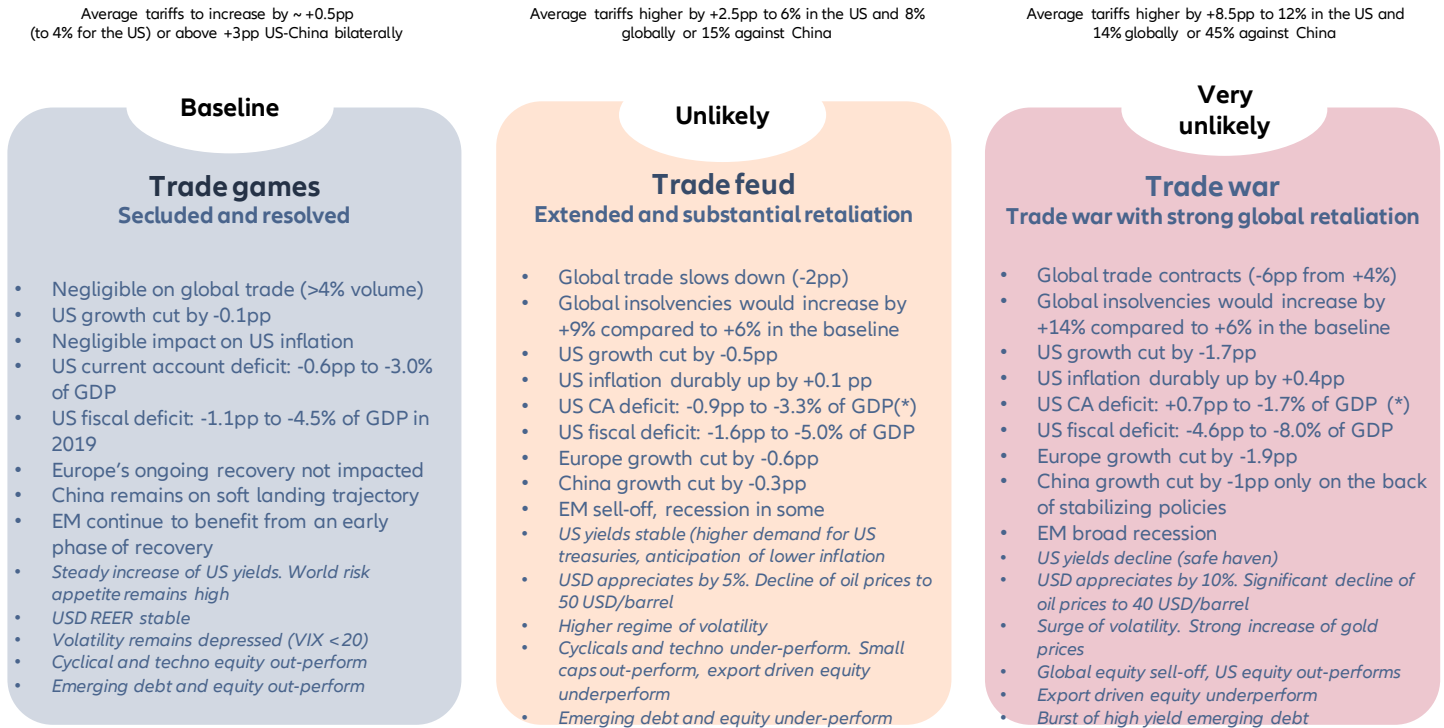 Average tariffs to increase by ~ +0.5pp
(to 4% for the US) or above +3pp US-China bilaterally
Baseline
Trade games
Secluded and resolved
• Negligible on global trade (>4% volume)
• US growth cut by -0.1pp
• Negligible impact on US inflation
• US current account deficit: -0.6pp to -3.0%
of GDP
• US fiscal deficit: -1.1pp to -4.5% of GDP in
2019
• Europe's ongoing recovery not impacted
• China remains on soft landing trajectory
• EM continue to benefit from an early
phase of recovery
• Steady increase of US yields. World risk
appetite remains high
• USD REER stable
• Volatility remains depressed (VIX <20)
• Cyclical and techno equity out-perform
• Emerging debt and equity out-perform
Average tariffs higher by +2.5pp to 6% in the US and 8%
globally or 15% against China
Unlikely
Trade feud
Extended and substantial retaliation
• Global trade slows down (-2pp)
• Global insolvencies would increase by
+9% compared to +6% in the baseline
• US growth cut by -0.5pp
• US inflation durably up by +0.1 pp
• US CA deficit: -0.9pp to -3.3% of GDP(*)
• US fiscal deficit: -1.6pp to -5.0% of GDP
• Europe growth cut by -0.6pp
• China growth cut by -0.3pp
• EM sell-off, recession in some
• US yields stable (higher demand for US
treasuries, anticipation of lower inflation
• USD appreciates by 5%. Decline of oil prices to
50 USD/barrel
• Higher regime of volatility
• Cyclicals and techno under-perform. Small
caps out-perform, export driven equity
underperform
• Emerging debt and equity under-perform
Average tariffs higher by +8.5pp to 12% in the US and
14% globally or 45% against China
Very
unlikely
Trade war
Trade war with strong global retaliation
• Global trade contracts (-6pp from +4%)
• Global insolvencies would increase by
+14% compared to +6% in the baseline
• US growth cut by -1.7pp
• US inflation durably up by +0.4pp
• US CA deficit: +0.7pp to -1.7% of GDP (*)
• US fiscal deficit: -4.6pp to -8.0% of GDP
• Europe growth cut by -1.9pp
• China growth cut by -1pp only on the back
of stabilizing policies
• EM broad recession
• US yields decline (safe haven)
• USD appreciates by 10%. Significant decline of
oil prices to 40 USD/barrel
• Surge of volatility. Strong increase of gold
prices
• Global equity sell-off, US equity out-performs
• Export driven equity underperform
• Burst of high yield emerging debt